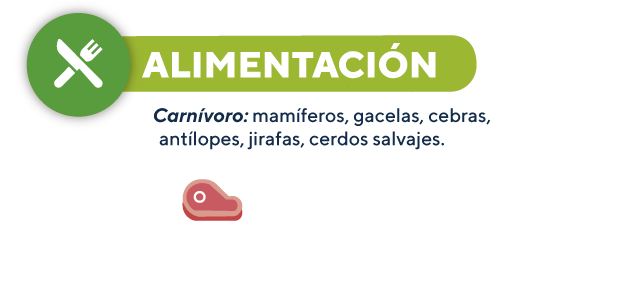 ALIMENTACIÓN
Carnívoro: mamíferos, gacelas, cebras,
antílopes, jirafas, cerdos salvajes.